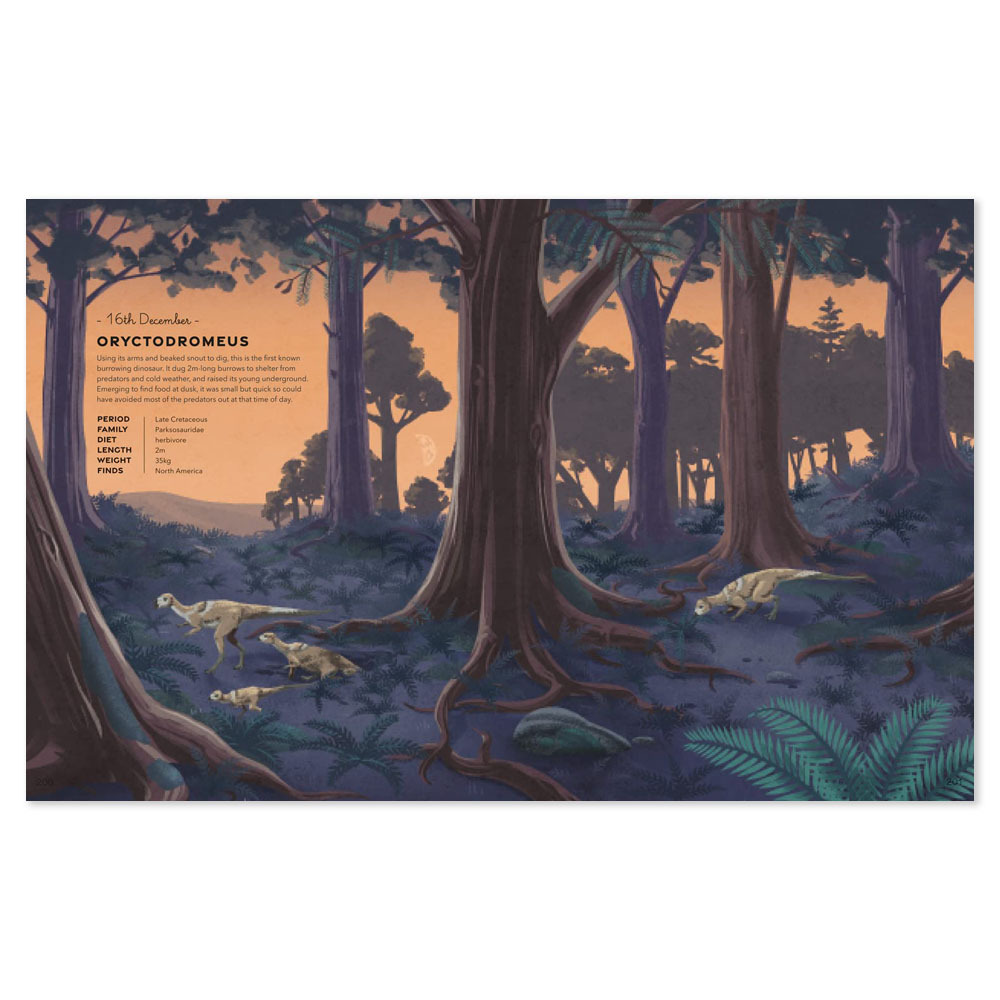 - 16th December -
ORYCTODROMEUS
Using its arms and beaked snout to dig, this is the first known
burrowing dinosaur. It dug 2m-long burrows to shelter from
predators and cold weather, and raised its young underground.
Emerging to find food at dusk, it was small but quick so could
have avoided most of the predators out at that time of day.
PERIOD Late Cretaceous
FAMILY Parksosauridae
DIET herbivore
LENGTH 2m
WEIGHT 35kg
FINDS North America